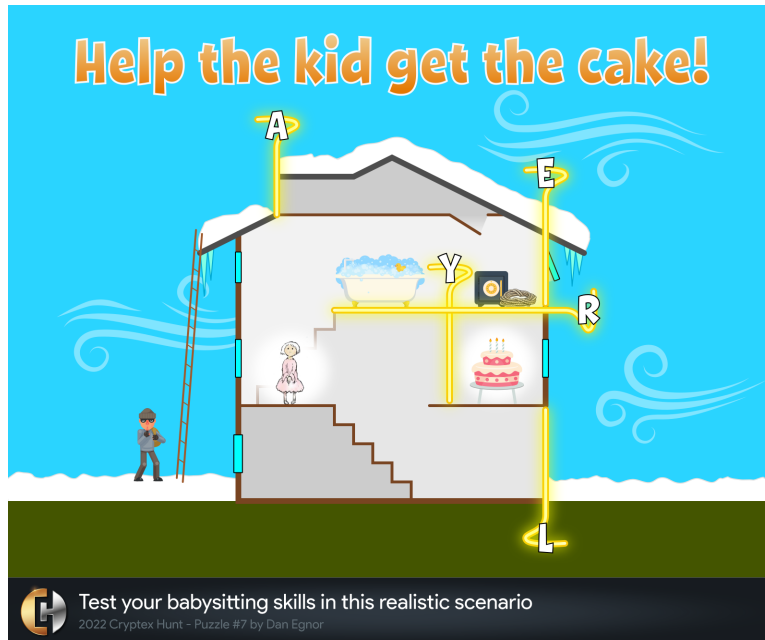 Help the kid get the cake!
A
E
Y
R
L
Test your babysitting skills in this realistic scenario
2022 Cryptex Hunt - Puzzle #7 by Dan Egnor